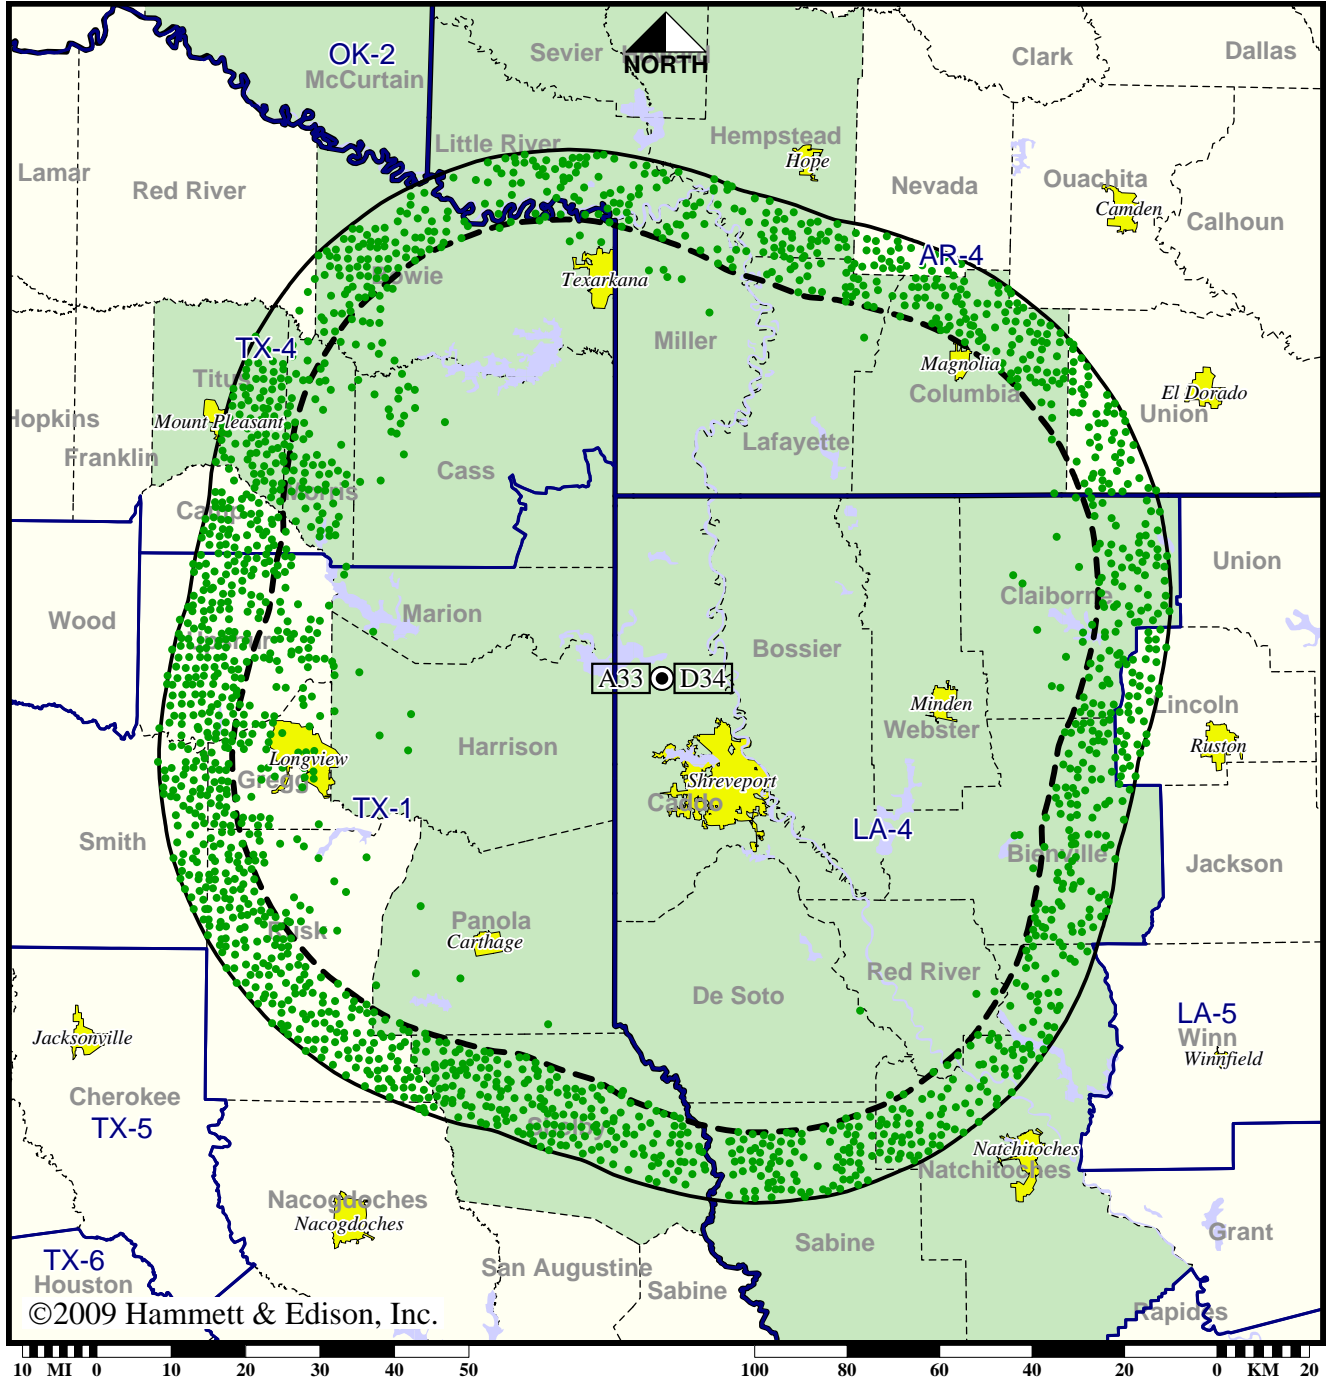 OK-2
McCurtain
Sevier
Howard
NORTH
Clark
Dallas
Little River
Hempstead
Hope
Lamar
Red River
Nevada
Ouachita
Camden
Calhoun
AR-4
Bowie
Texarkana
Miller
TX-4
Titus
Magnolia
Columbia
El Dorado
Union
Hopkins
Mount Pleasant
Franklin
Cass
Lafayette
Morris
Camp
Union
Wood
Marion
Claiborne
Upshur
Bossier
A33
D34
Minden
Webster
Lincoln
Ruston
Harrison
Longview
Gregg
Shreveport
Caddo
TX-1
LA-4
Smith
Bienville
Jackson
Panola
Carthage
Rusk
Red River
De Soto
Jacksonville
LA-5
Winn
Winnfield
Cherokee
TX-5
Shelby
Natchitoches
Natchitoches
Nacogdoches
Nacogdoches
Sabine
Grant
TX-6
Houston
San Augustine
Sabine
Rapides
©2009 Hammett & Edison, Inc.
10 MI 0 10 20 30 40 50 100 80 60 40 20 0 KM 20